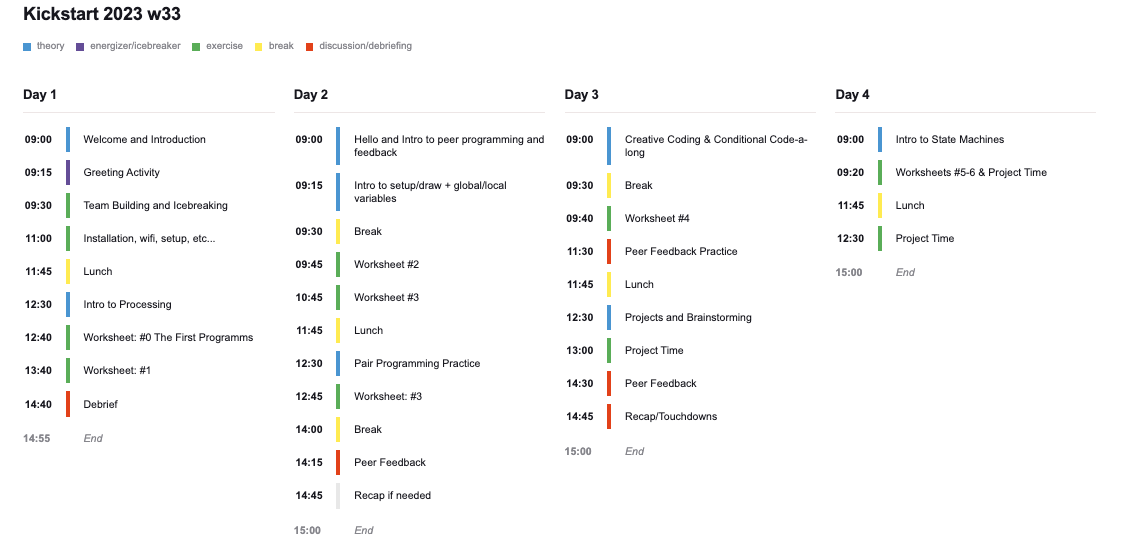 Kickstart 2023 w33
theory energizer/icebreaker exercise break discussion/debriefing
Day 1
09:00 Welcome and Introduction
09:15 Greeting Activity
09:30 Team Building and Icebreaking
11:00 Installation, wifi, setup, etc...
11:45 Lunch
12:30 Intro to Processing
12:40 Worksheet: #0 The First Programms
13:40 Worksheet: #1
14:40 Debrief
14:55 End
Day 2
09:00 Hello and Intro to peer programming and
feedback
09:15 Intro to setup/draw + global/local
variables
09:30 Break
09:45 Worksheet #2
10:45 Worksheet #3
11:45 Lunch
12:30 Pair Programming Practice
12:45 Worksheet: #3
14:00 Break
14:15 Peer Feedback
14:45 Recap if needed
15:00 End
Day 3
09:00 Creative Coding & Conditional Code-a-
long
09:30 Break
09:40 Worksheet #4
11:30 Peer Feedback Practice
11:45 Lunch
12:30 Projects and Brainstorming
13:00 Project Time
14:30 Peer Feedback
14:45 Recap/Touchdowns
15:00 End
Day 4
09:00 Intro to State Machines
09:20 Worksheets #5-6 & Project Time
11:45 Lunch
12:30 Project Time
15:00 End